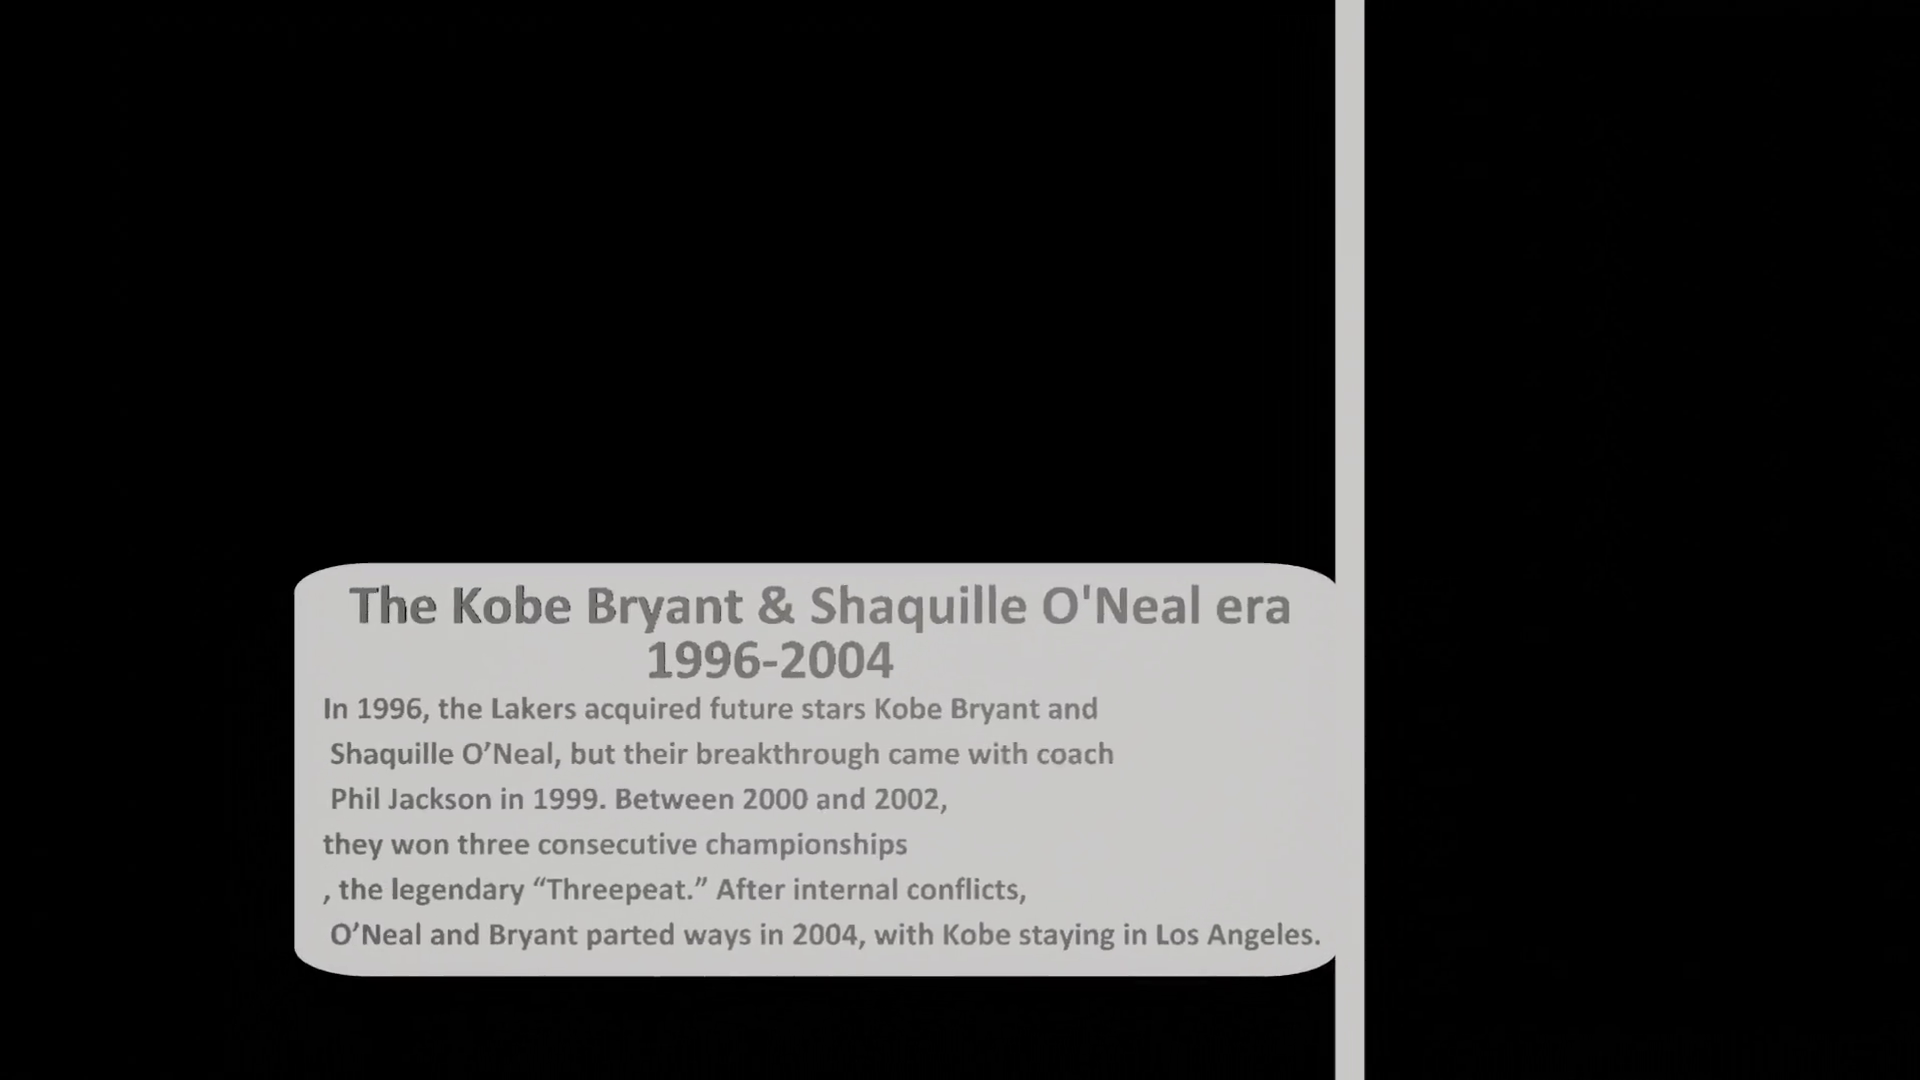 The Kobe Bryant & Shaquille O'Neal era
1996-2004
In 1996, the Lakers acquired future stars Kobe Bryant and
Shaquille O’Neal, but their breakthrough came with coach
Phil Jackson in 1999. Between 2000 and 2002,
they won three consecutive championships
, the legendary “Threepeat.” After internal conflicts,
O’Neal and Bryant parted ways in 2004, with Kobe staying in Los Angeles.